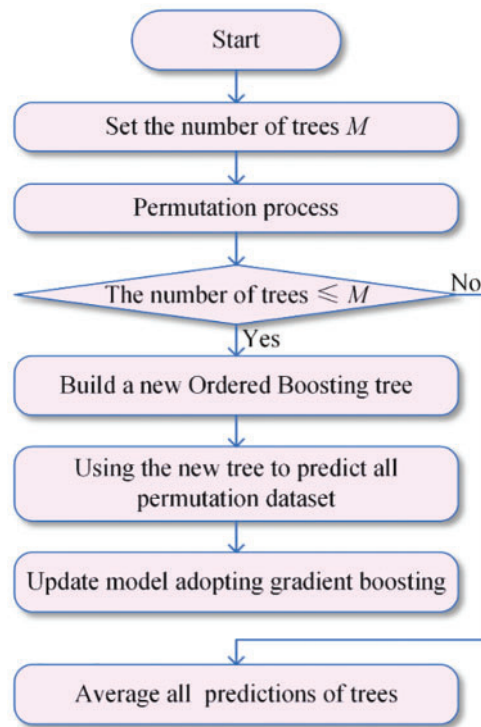 Start
Set the number of trees M
Permutation process
The number of trees ⩽ M
No
Yes
Build a new Ordered Boosting tree
Using the new tree to predict all
permutation dataset
Update model adopting gradient boosting
Average all predictions of trees